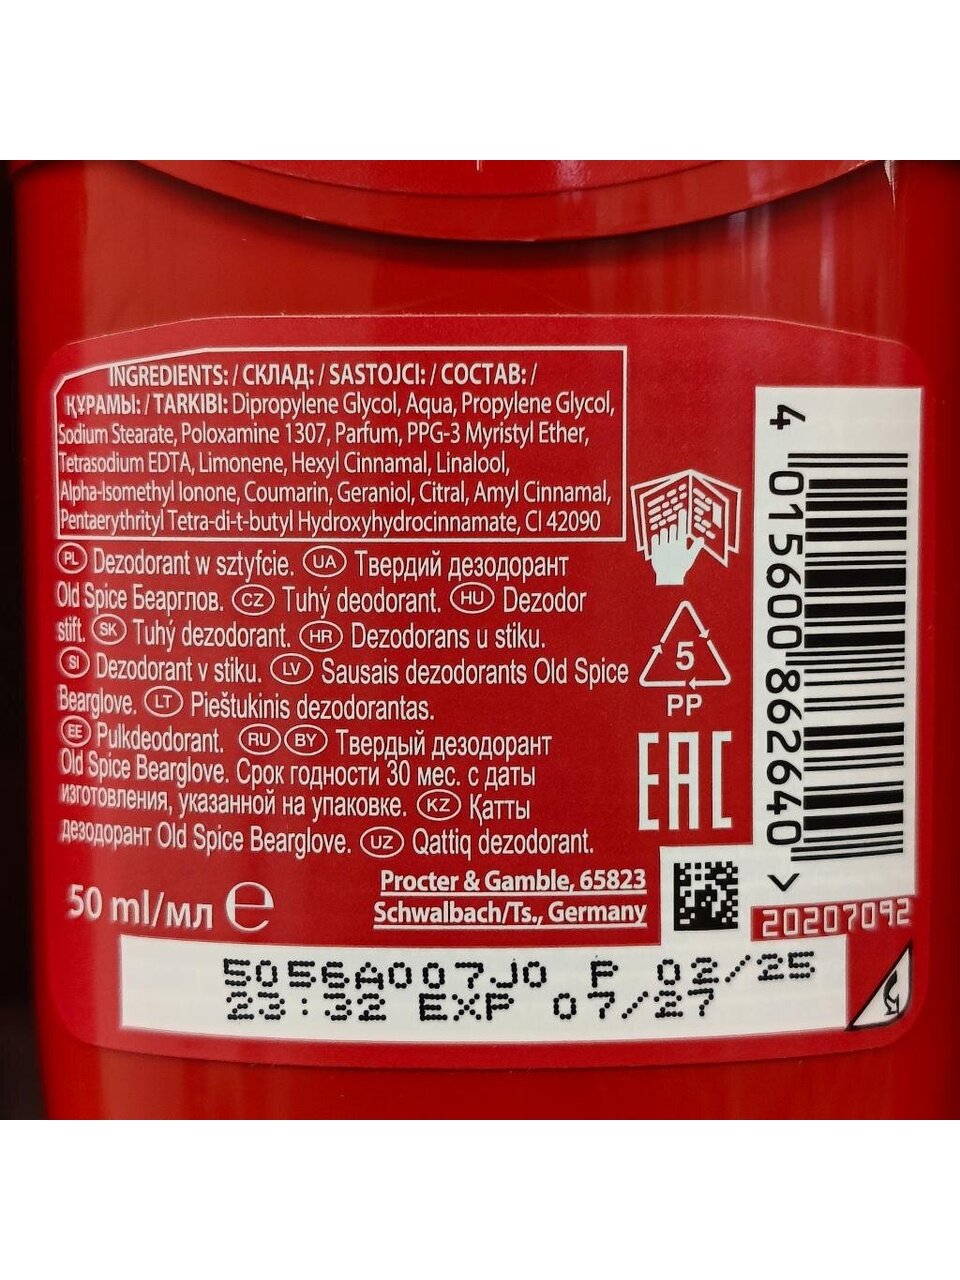 INGREDIENTS: / СКЛАД: / SASTOJCI: / СОСТАВ: /
ҚҰРАМЫ: / TARKIBI: Dipropylene Glycol, Aqua, Propylene Glycol,
Sodium Stearate, Poloxamine 1307, Parfum, PPG-3 Myristyl Ether,
Tetrasodium EDTA, Limonene, Hexyl Cinnamal, Linalool,
Alpha-Isomethyl Ionone, Coumarin, Geraniol, Citral, Amyl Cinnamal,
Pentaerythrityl Tetra-di-t-butyl Hydroxyhydrocinnamate, CI 42090
PL Dezodorant w sztyfcie. UA Твердий дезодорант
Old Spice Беарглов. CZ Tuhý deodorant. HU Dezodor
stift. SK Tuhý dezodorant. HR Dezodorans u stiku.
SI Dezodorant v stiku. LV Sausais dezodorants Old Spice
Bearglove. LT Pieštukinis dezodorantas.
EE Pulkdeodorant. RU BY Твердый дезодорант
Old Spice Bearglove. Срок годности 30 мес. с даты
изготовления, указанной на упаковке. KZ Қатты
дезодорант Old Spice Bearglove. UZ Qattiq dezodorant.
50 ml/мл e
Procter & Gamble, 65823
Schwalbach/Ts., Germany
5
PP
EAC
4 015600 862640 >
20207092
5056A007J0 P 02/25
23:32 EXP 07/27